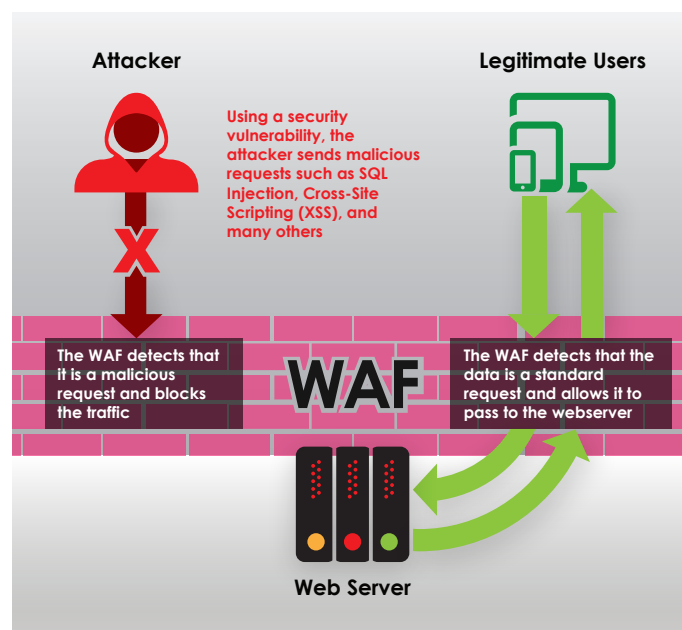 Attacker
Legitimate Users
Using a security
vulnerability, the
attacker sends malicious
requests such as SQL
Injection, Cross-Site
Scripting (XSS), and
many others
X
The WAF detects that
it is a malicious
request and blocks
the traffic
WAF
The WAF detects that the
data is a standard
request and allows it to
pass to the webserver
Web Server